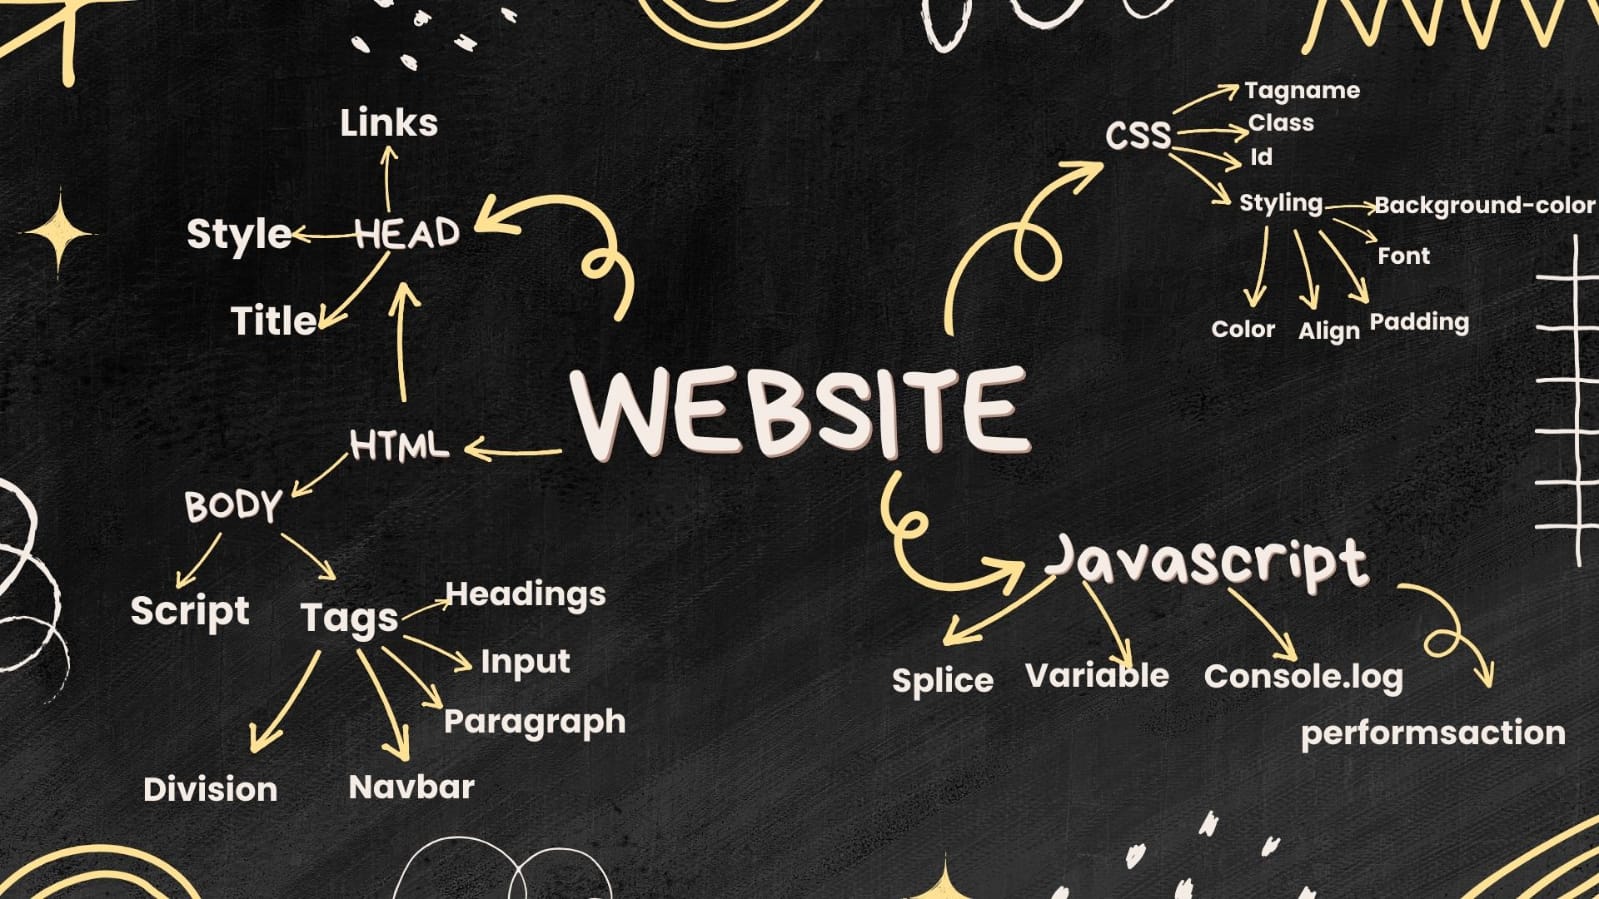 Links
Style
HEAD
Title
WEBSITE
HTML
BODY
Script
Tags
Headings
Input
Paragraph
Division
Navbar
CSS
Tagname
Class
Id
Styling
Background-color
Font
Color
Align
Padding
Javascript
Splice
Variable
Console.log
performsaction